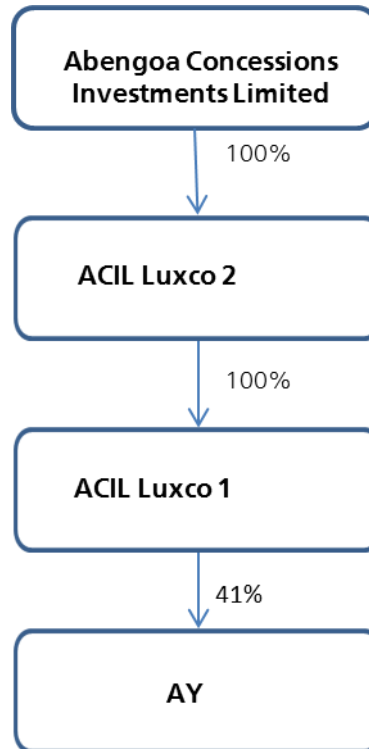 Abengoa Concessions
Investments Limited
100%
ACIL Luxco 2
100%
ACIL Luxco 1
41%
AY